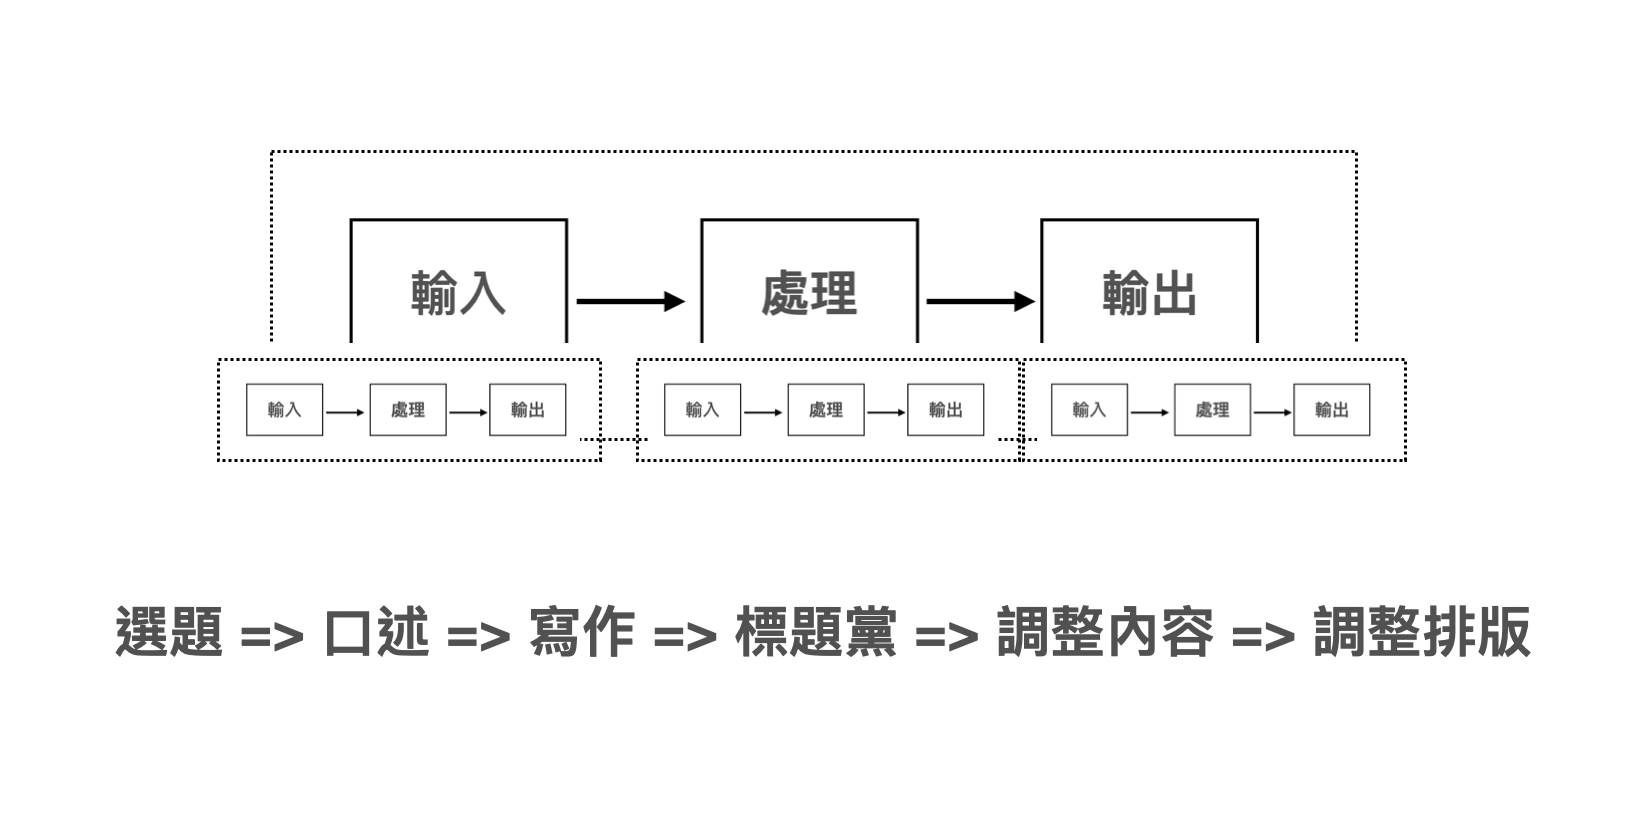 輸入 處理 輸出
輸入 處理 輸出 輸入 處理 輸出 輸入 處理 輸出
選題 => 口述 => 寫作 => 標題黨 => 調整內容 => 調整排版